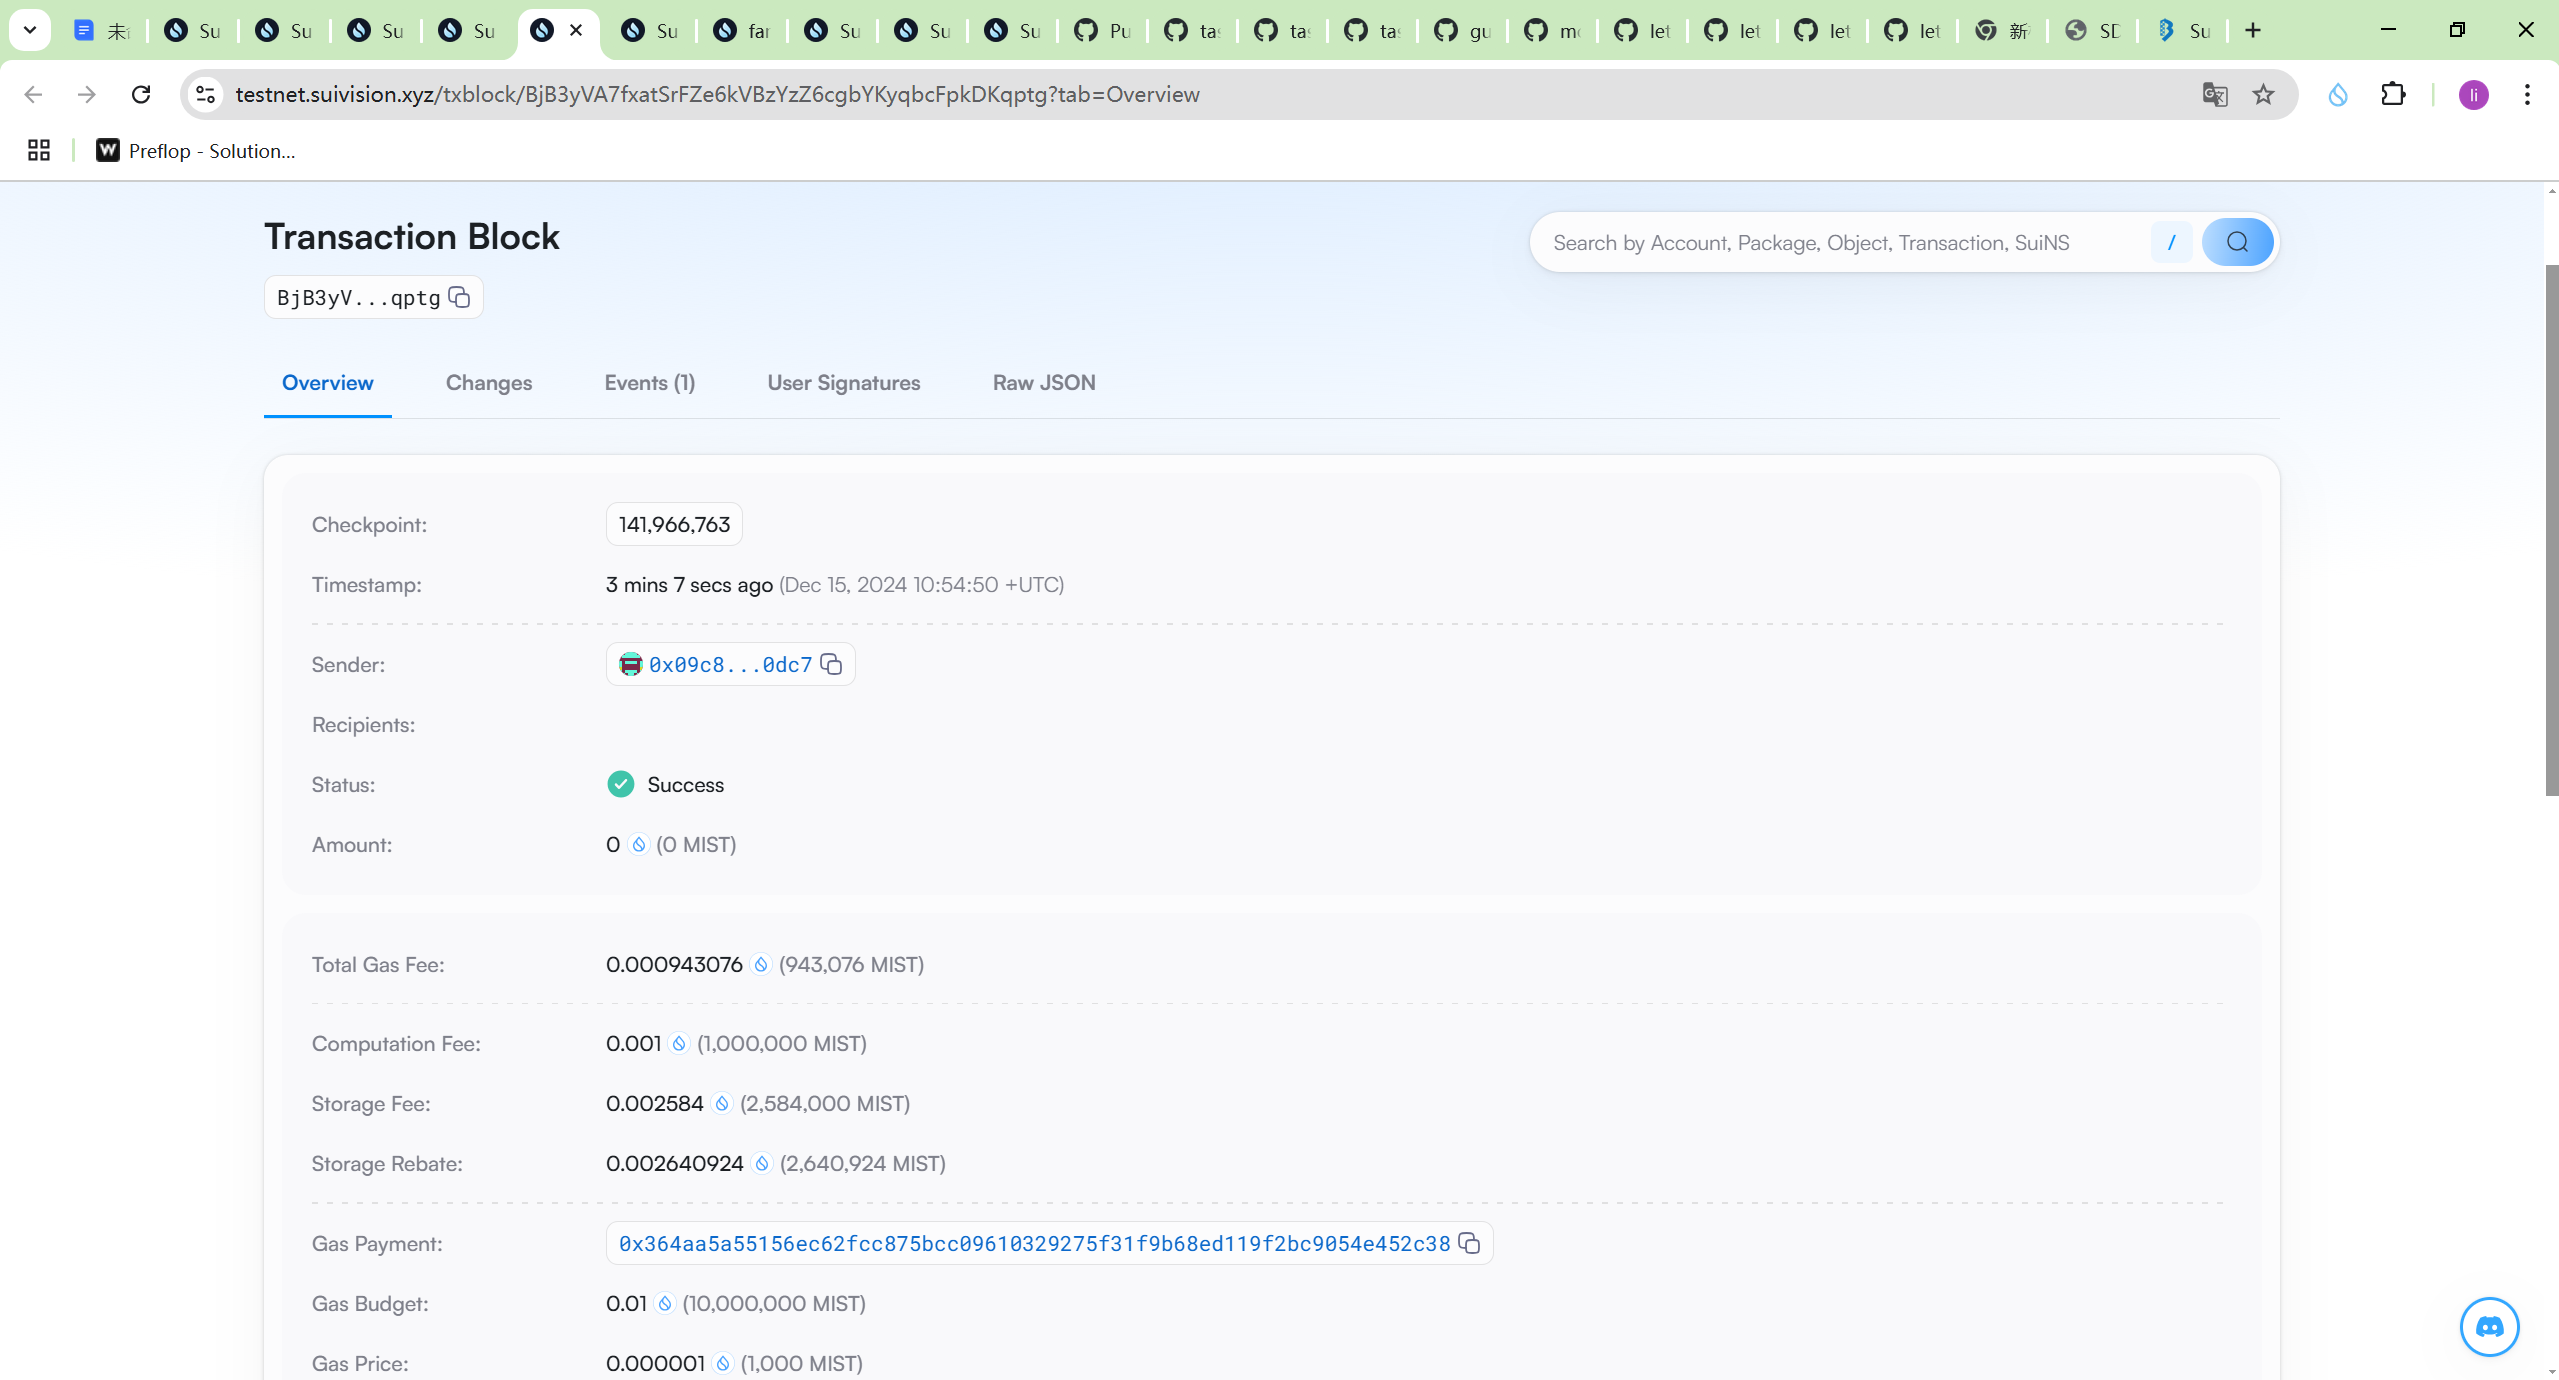 Su
Su
Su
Su
Su
far
Su
Su
Su
Pu
tas
tas
tas
gu
let
let
let
let
Su
testnet.suivision.xyz/txblock/BjB3yVA7fxatSrFZe6kVBzYzZ6cgbYKyqbcFpkDKqptg?tab=Overview
li
Preflop - Solution...
Transaction Block
Search by Account, Package, Object, Transaction, SuiNS
/
BjB3yV...qptg
Overview
Changes
Events (1)
User Signatures
Raw JSON
Checkpoint:
141,966,763
Timestamp:
3 mins 7 secs ago (Dec 15, 2024 10:54:50 +UTC)
Sender:
0x09c8...0dc7
Recipients:
Status:
Success
Amount:
0 (0 MIST)
Total Gas Fee:
0.000943076 (943,076 MIST)
Computation Fee:
0.001 (1,000,000 MIST)
Storage Fee:
0.002584 (2,584,000 MIST)
Storage Rebate:
0.002640924 (2,640,924 MIST)
Gas Payment:
0x364aa5a55156ec62fcc875bcc09610329275f31f9b68ed119f2bc9054e452c38
Gas Budget:
0.01 (10,000,000 MIST)
Gas Price:
0.000001 (1,000 MIST)